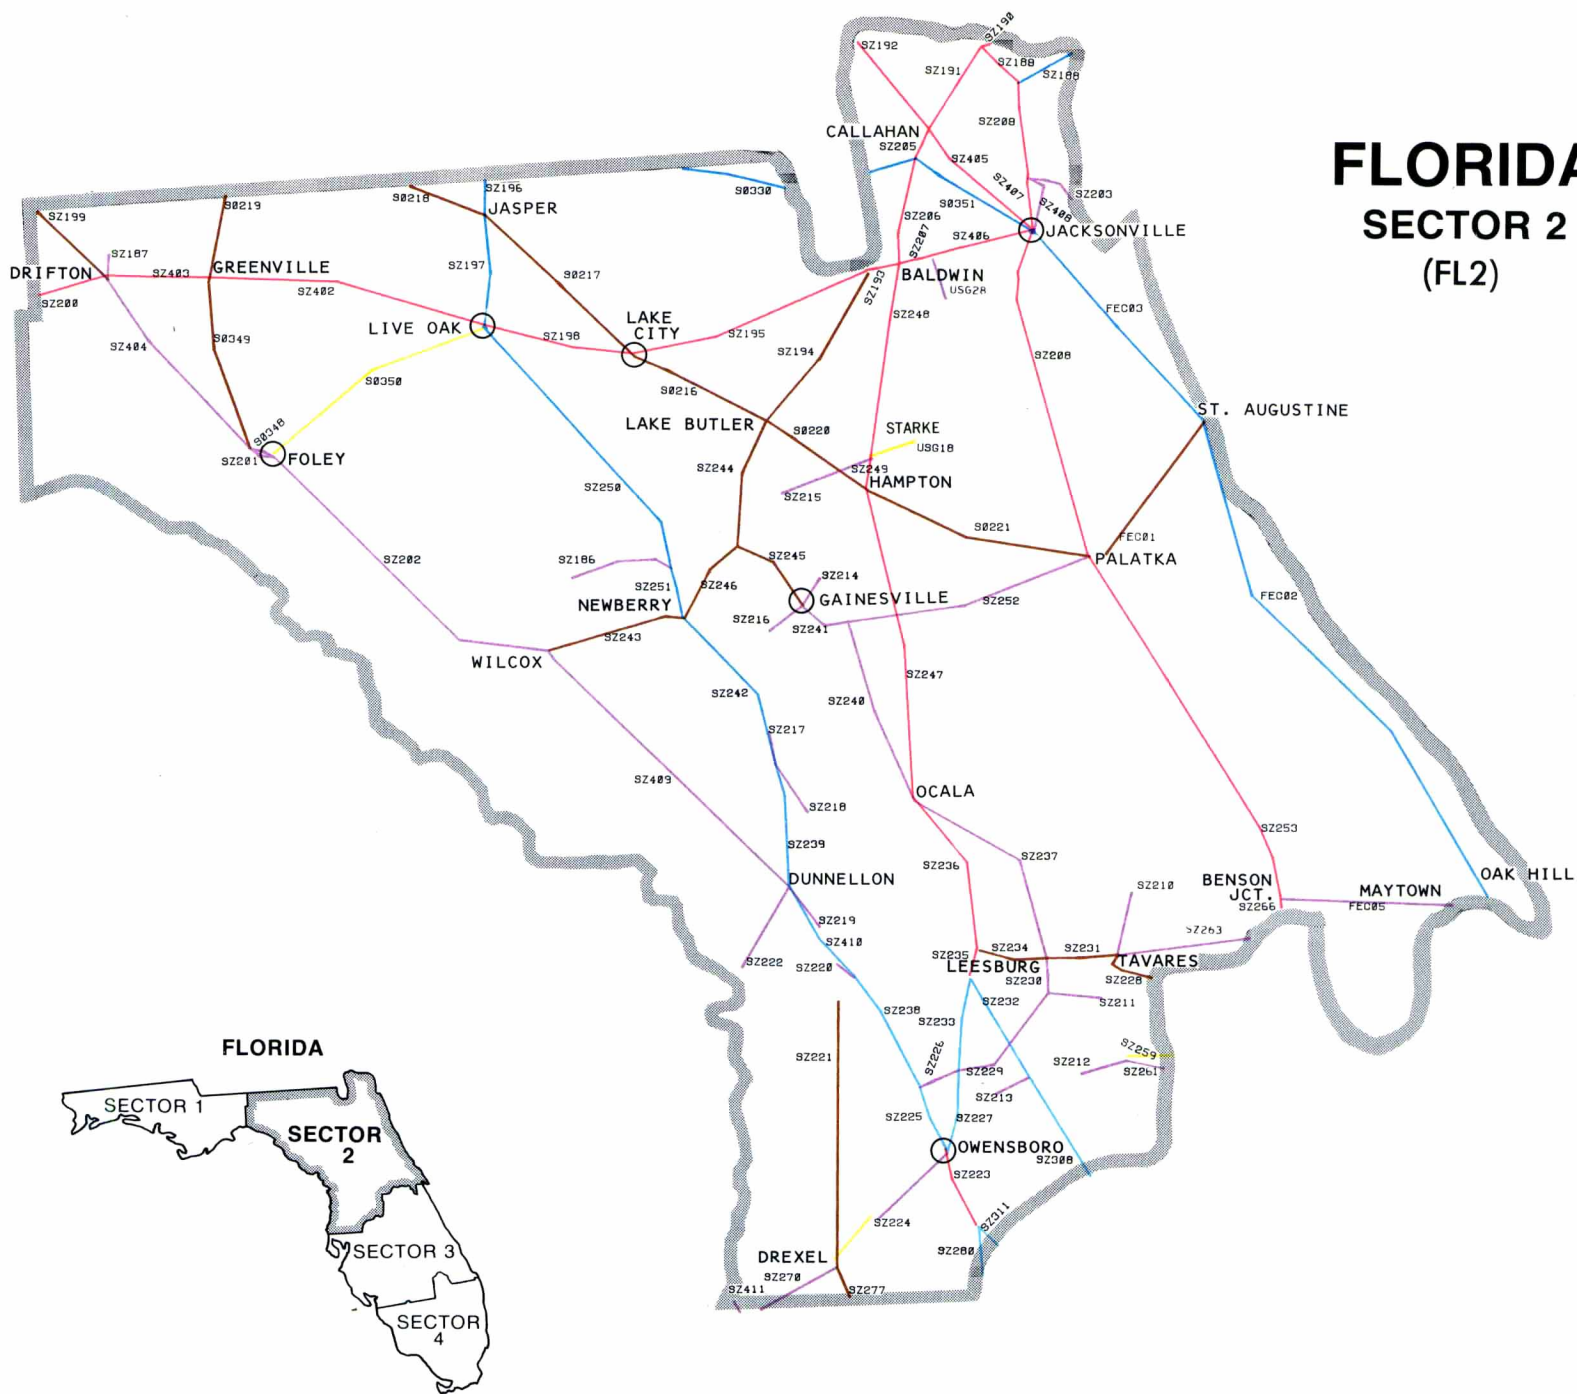 FLORIDA
SECTOR 2
(FL2)
SZ190
SZ192
SZ191
SZ189
SZ188
SZ208
CALLAHAN
SZ205
SZ405
SZ407
SZ408
SZ203
S0330
S0351
SZ206
SZ207
SZ406
JACKSONVILLE
SZ199
S0219
S0218
SZ196
JASPER
SZ187
DRIFTON
SZ403
GREENVILLE
SZ197
S0217
SZ200
SZ402
BALDWIN
USG28
SZ193
SZ248
FEC03
LIVE OAK
LAKE
CITY
SZ198
SZ195
SZ404
S0349
S0350
SZ194
SZ208
S0216
S0348
SZ201
FOLEY
LAKE BUTLER
S0220
STARKE
USG18
ST. AUGUSTINE
SZ244
SZ249
HAMPTON
SZ250
SZ215
S0221
FEC01
PALATKA
SZ202
SZ186
SZ251
SZ245
SZ246
SZ214
NEWBERRY
GAINESVILLE
SZ252
FEC02
SZ216
SZ241
SZ243
WILCOX
SZ247
SZ242
SZ240
SZ217
SZ409
OCALA
SZ218
SZ253
SZ239
SZ236
SZ237
DUNNELLON
SZ210
BENSON
JCT.
SZ266
MAYTOWN
FEC05
OAK HILL
SZ219
SZ410
SZ263
SZ222
SZ220
SZ235
SZ234
SZ231
LEESBURG
TAVARES
SZ230
SZ228
SZ232
SZ211
SZ238
SZ233
SZ221
SZ226
SZ229
SZ212
SZ259
SZ261
SZ213
SZ225
SZ227
OWENSBORO
SZ308
SZ223
SZ224
SZ311
SZ280
DREXEL
SZ270
SZ411
SZ277
FLORIDA
SECTOR 1
SECTOR
2
SECTOR 3
SECTOR
4